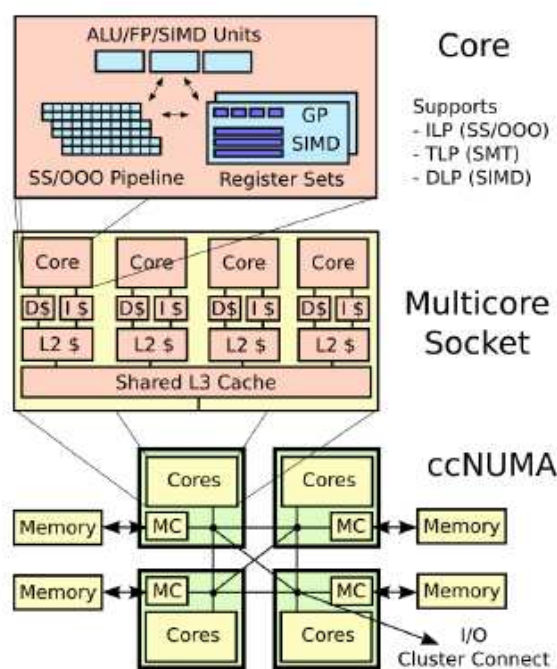 ALU/FP/SIMD Units
GP
SIMD
SS/OOO Pipeline
Register Sets
Core
Supports
- ILP (SS/OOO)
- TLP (SMT)
- DLP (SIMD)
Core Core Core Core
D$ I $ D$ I $ D$ I $ D$ I $
L2 $ L2 $ L2 $ L2 $
Shared L3 Cache
Multicore
Socket
ccNUMA
Cores Cores
Memory MC MC Memory
Memory MC MC Memory
Cores Cores
I/O
Cluster Connect